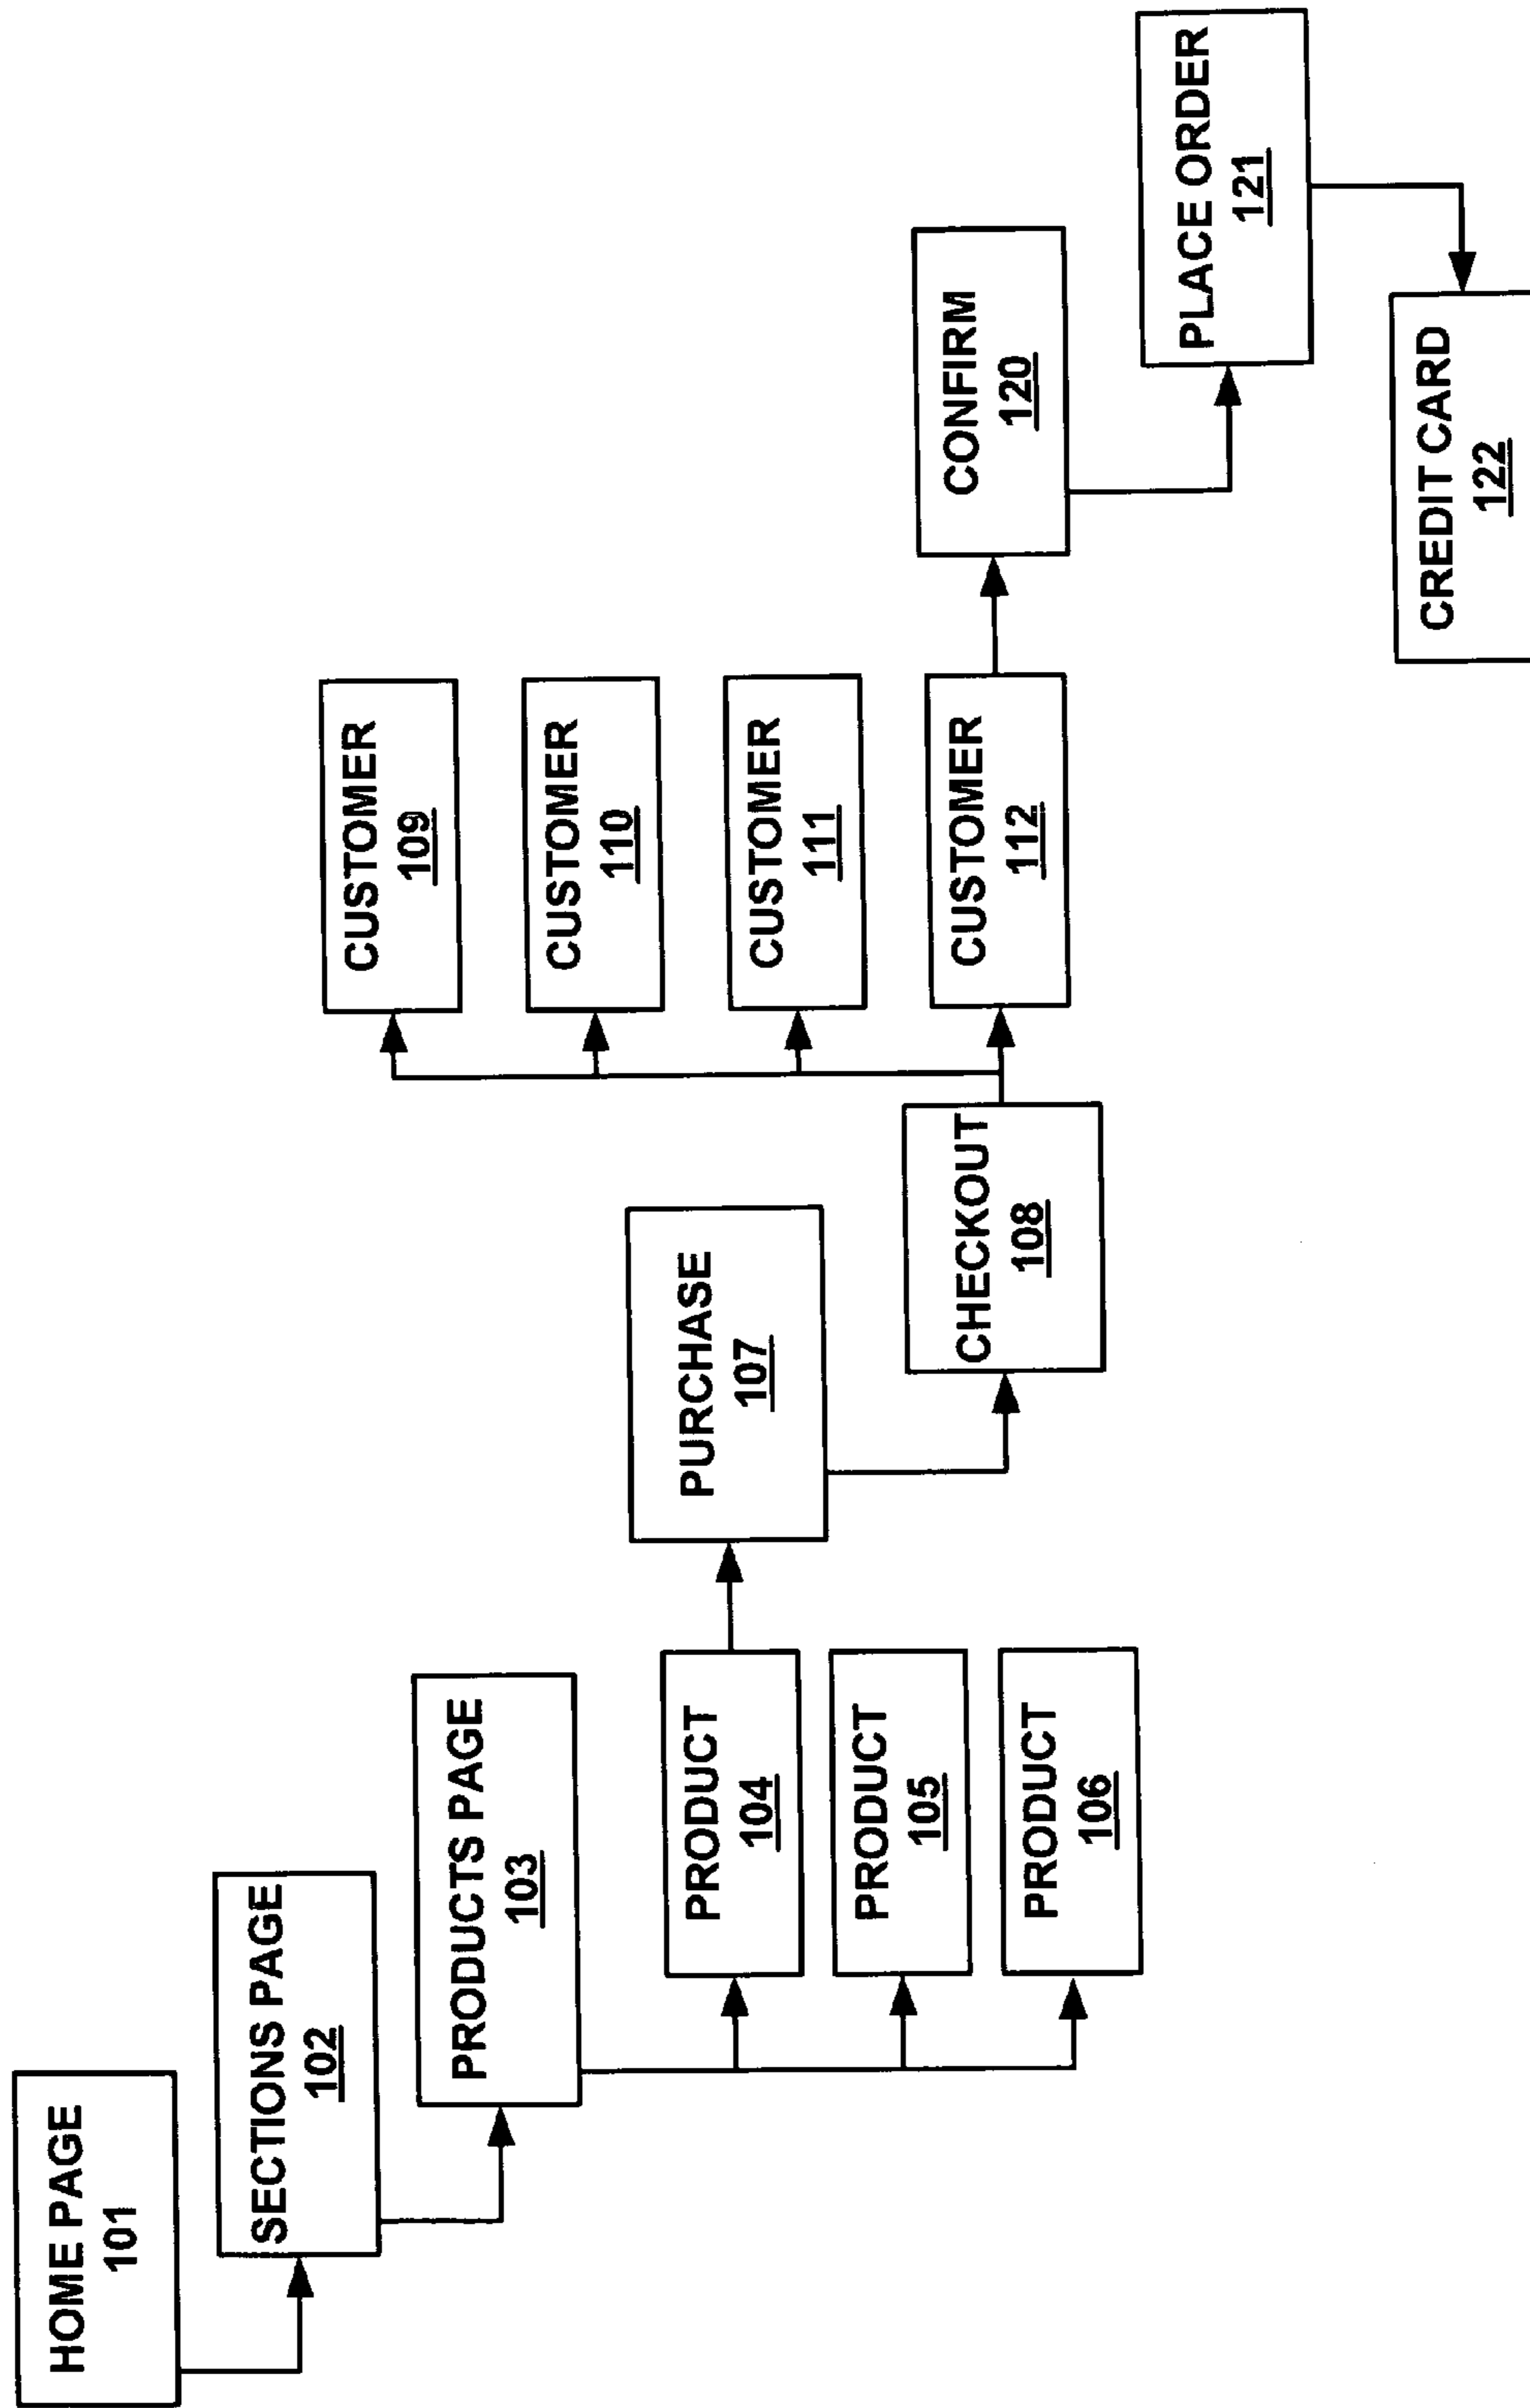 HOME PAGE
101
SECTIONS PAGE
102
PRODUCTS PAGE
103
PRODUCT
104
PRODUCT
105
PRODUCT
106
PURCHASE
107
CHECKOUT
108
CUSTOMER
109
CUSTOMER
110
CUSTOMER
111
CUSTOMER
112
CONFIRM
120
PLACE ORDER
121
CREDIT CARD
122